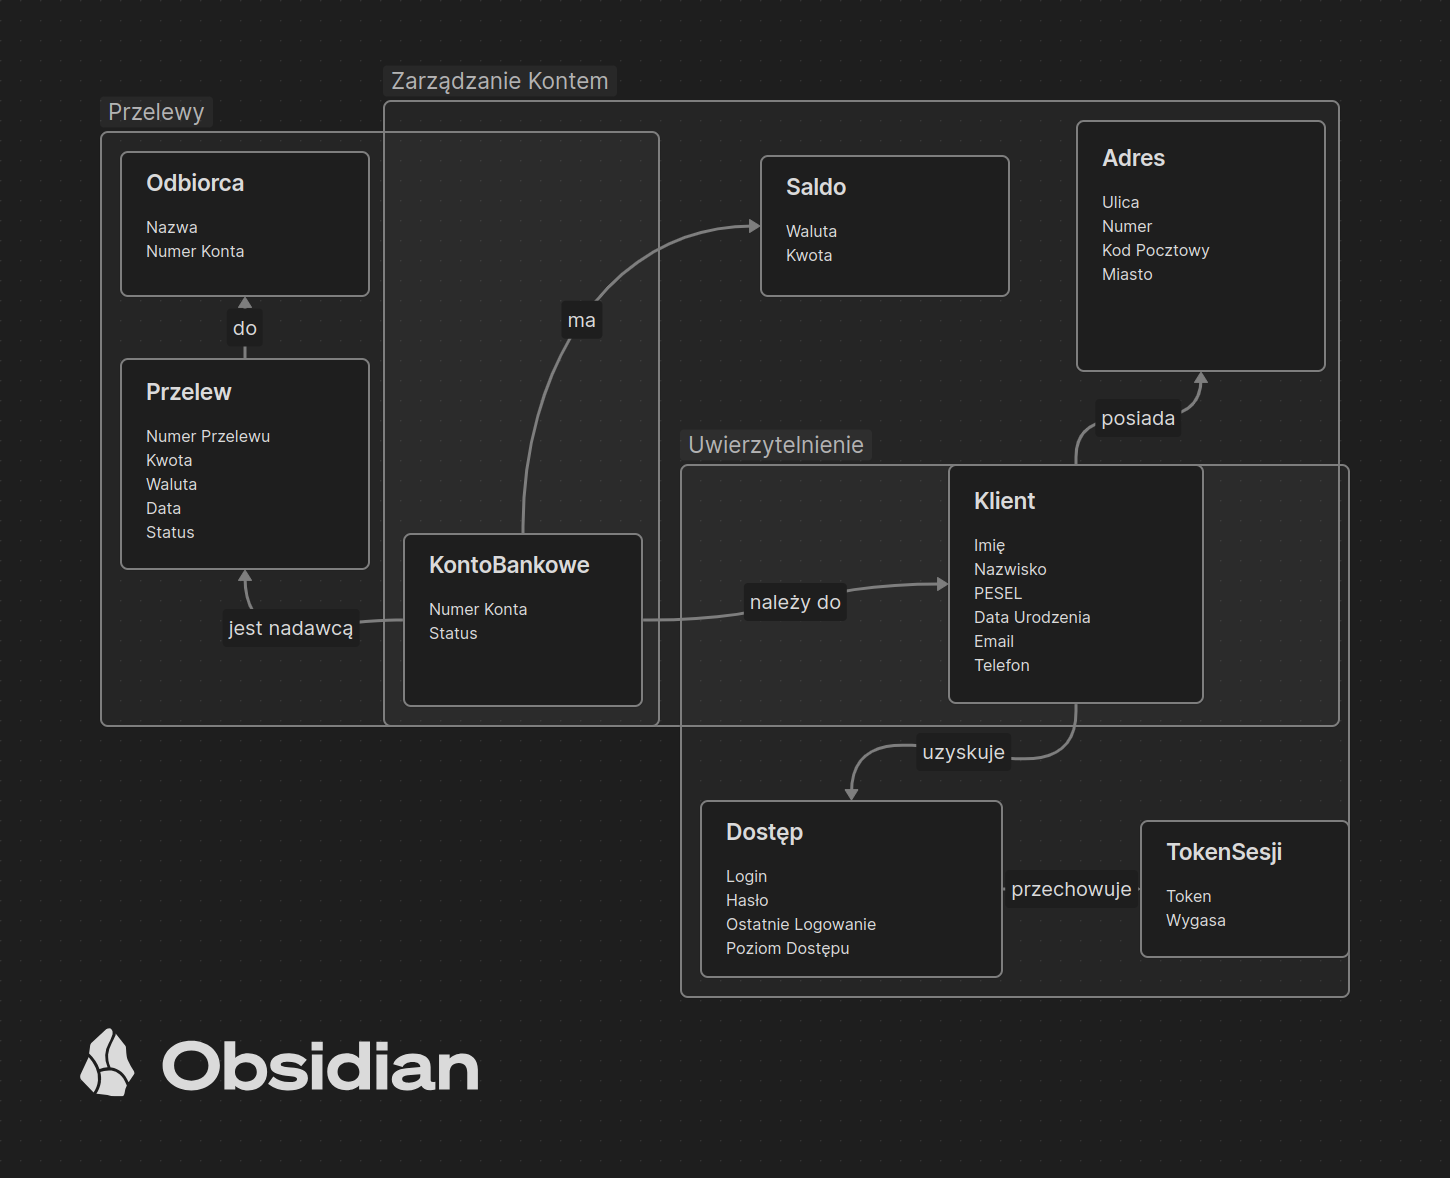 Zarządzanie Kontem
Przelewy
Odbiorca
Nazwa
Numer Konta
do
Przelew
Numer Przelewu
Kwota
Waluta
Data
Status
jest nadawcą
KontoBankowe
Numer Konta
Status
ma
Saldo
Waluta
Kwota
Adres
Ulica
Numer
Kod Pocztowy
Miasto
posiada
Uwierzytelnienie
Klient
Imię
Nazwisko
PESEL
Data Urodzenia
Email
Telefon
należy do
uzyskuje
Dostęp
Login
Hasło
Ostatnie Logowanie
Poziom Dostępu
przechowuje
TokenSesji
Token
Wygasa
Obsidian